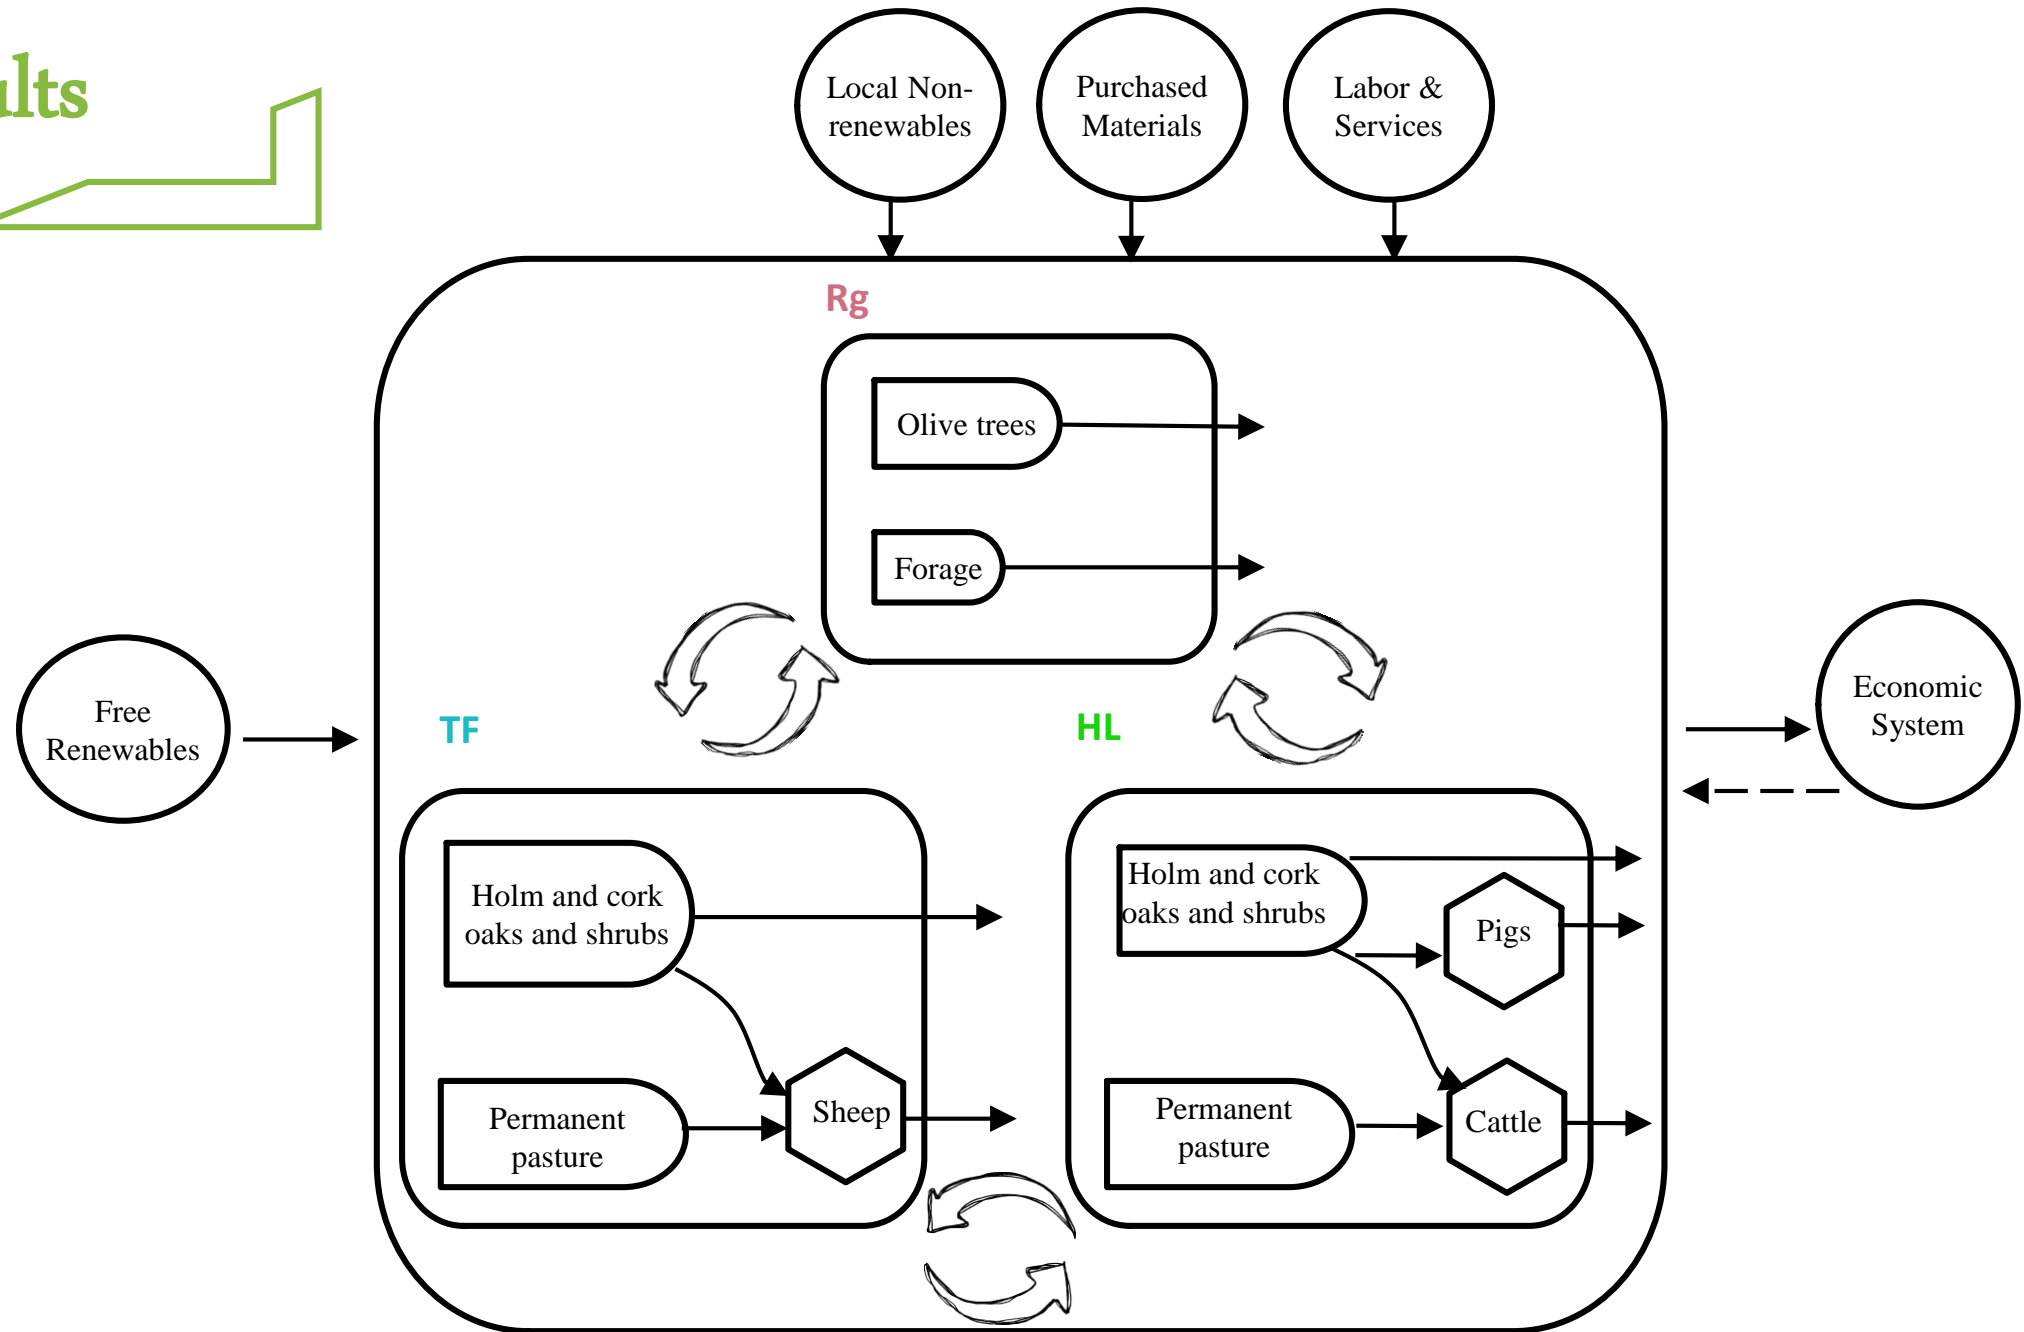 Local Non-
renewables
Purchased
Materials
Labor &
Services
Rg
Olive trees
Forage
Free
Renewables
TF
HL
Economic
System
Holm and cork
oaks and shrubs
Permanent
pasture
Sheep
Holm and cork
oaks and shrubs
Pigs
Permanent
pasture
Cattle